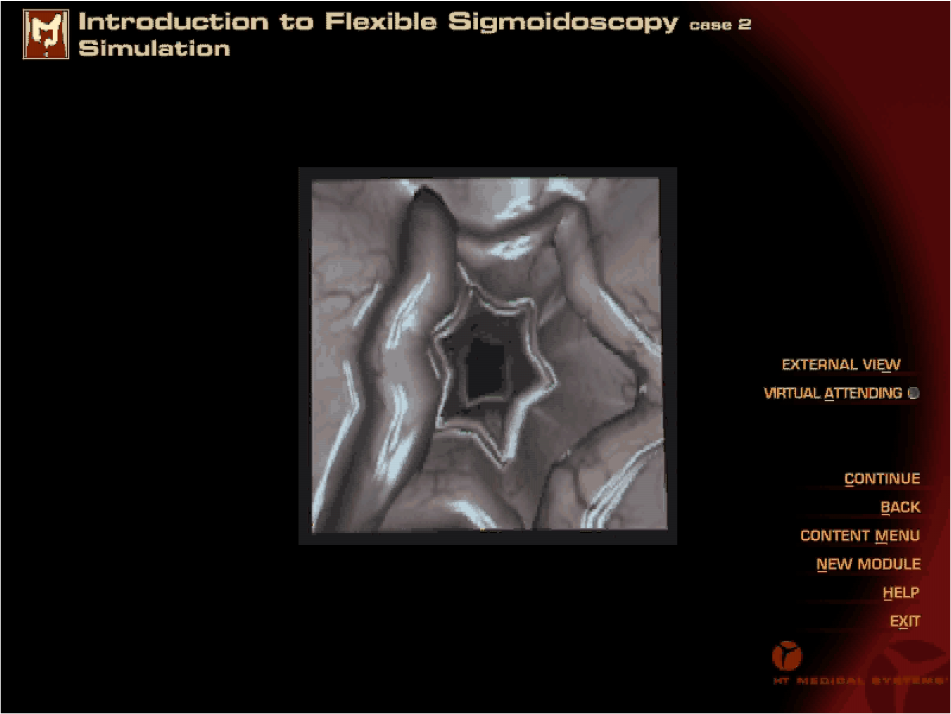 Introduction to Flexible Sigmoidoscopy case 2
Simulation
EXTERNAL VIEW
VIRTUAL ATTENDING
CONTINUE
BACK
CONTENT MENU
NEW MODULE
HELP
EXIT
HT MEDICAL SYSTEMS